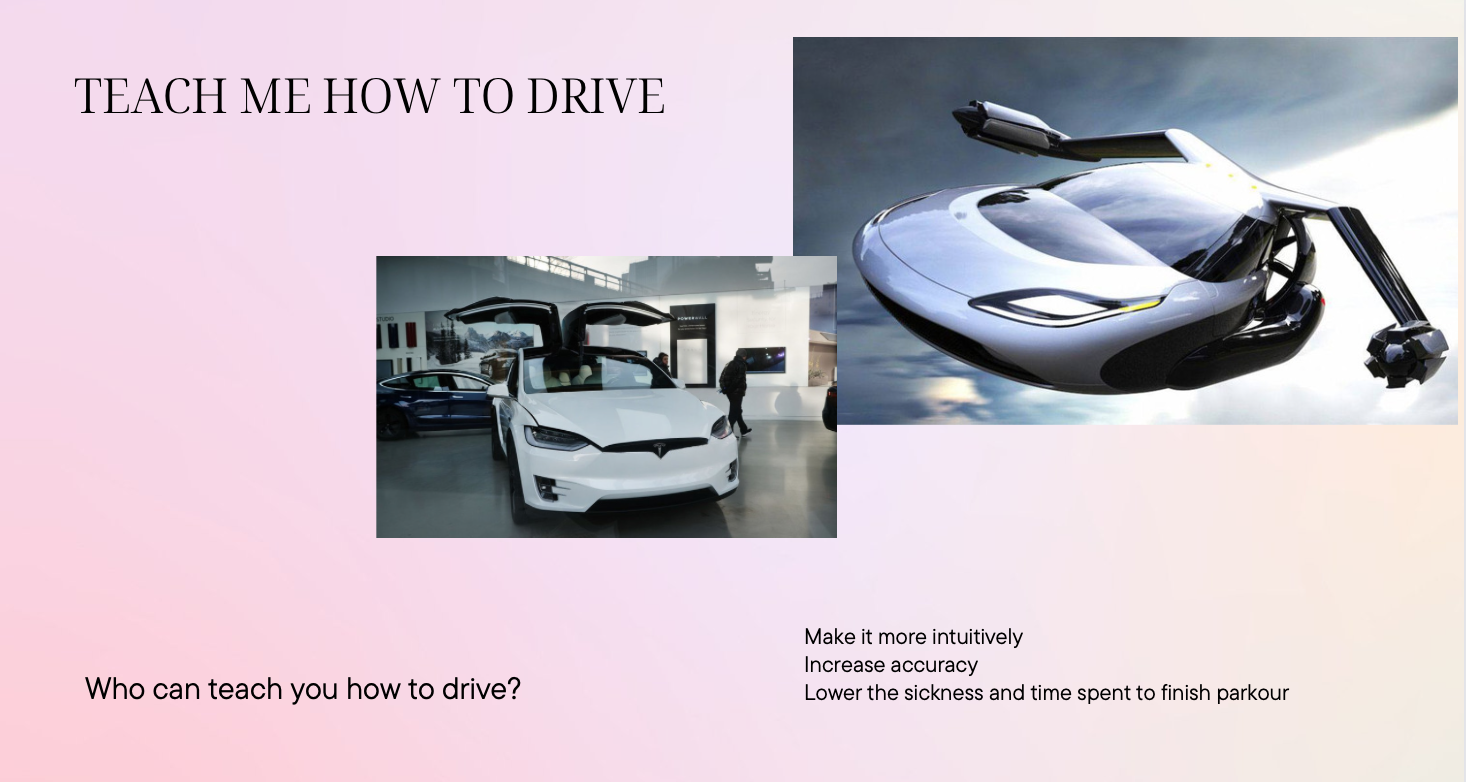 TEACH ME HOW TO DRIVE
STUDIO
POWERWALL
Who can teach you how to drive?
Make it more intuitively
Increase accuracy
Lower the sickness and time spent to finish parkour